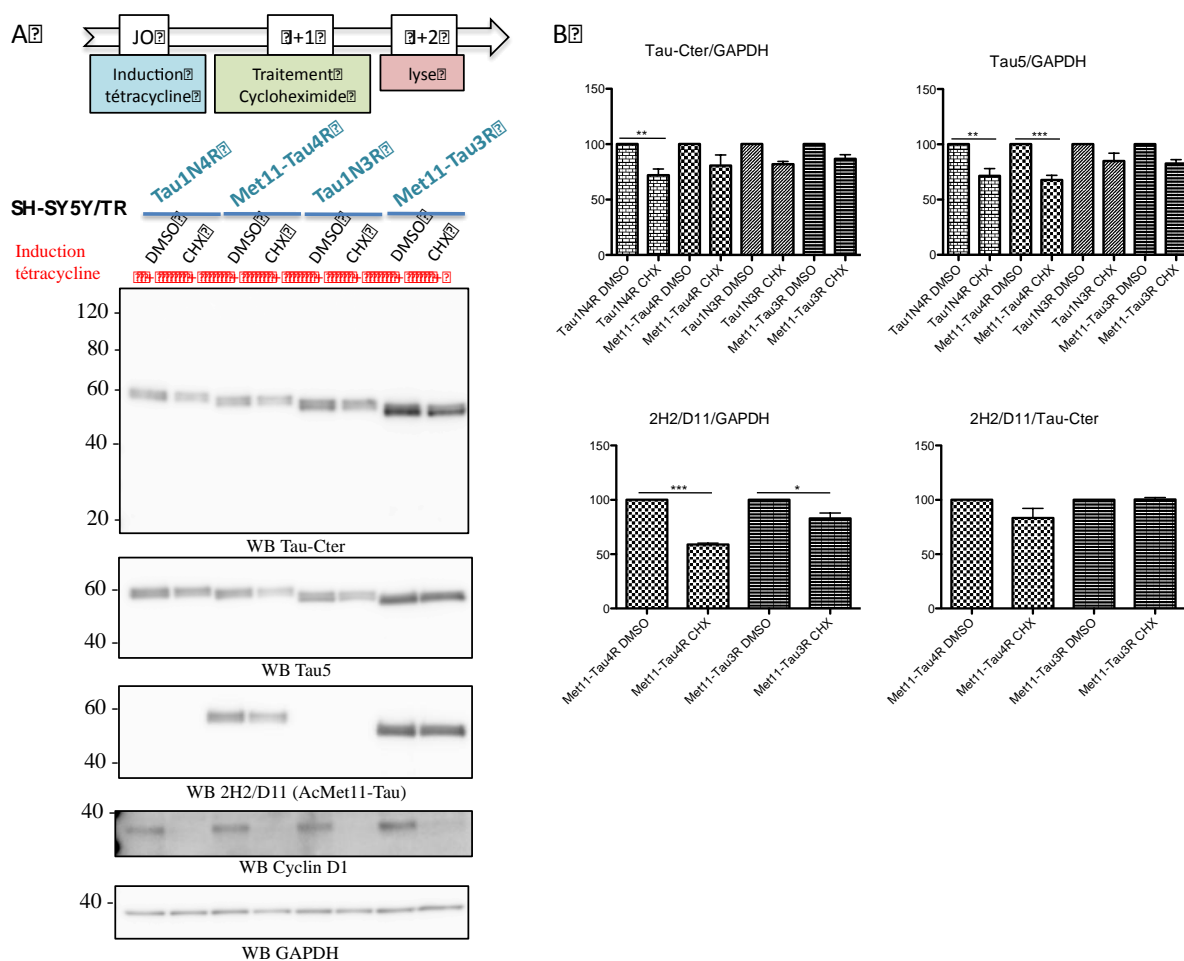 A
JO
J+1
J+2
Induction
tétracycline
Traitement
Cycloheximide
lyse
Tau1N4R
Met11-Tau4R
Tau1N3R
Met11-Tau3R
SH-SY5Y/TR
DMSO
CHX
DMSO
CHX
DMSO
CHX
DMSO
CHX
Induction
tétracycline
+ + + + + + + +
120
80
60
40
20
WB Tau-Cter
60
40
WB Tau5
60
40
WB 2H2/D11 (AcMet11-Tau)
40
WB Cyclin D1
40
WB GAPDH
B
Tau-Cter/GAPDH
150
100
50
0
**
Tau1N4R DMSO
Tau1N4R CHX
Met11-Tau4R DMSO
Met11-Tau4R CHX
Tau1N3R DMSO
Tau1N3R CHX
Met11-Tau3R DMSO
Met11-Tau3R CHX
Tau5/GAPDH
150
100
50
0
**
***
Tau1N4R DMSO
Tau1N4R CHX
Met11-Tau4R DMSO
Met11-Tau4R CHX
Tau1N3R DMSO
Tau1N3R CHX
Met11-Tau3R DMSO
Met11-Tau3R CHX
2H2/D11/GAPDH
150
100
50
0
***
*
Met11-Tau4R DMSO
Met11-Tau4R CHX
Met11-Tau3R DMSO
Met11-Tau3R CHX
2H2/D11/Tau-Cter
150
100
50
0
Met11-Tau4R DMSO
Met11-Tau4R CHX
Met11-Tau3R DMSO
Met11-Tau3R CHX